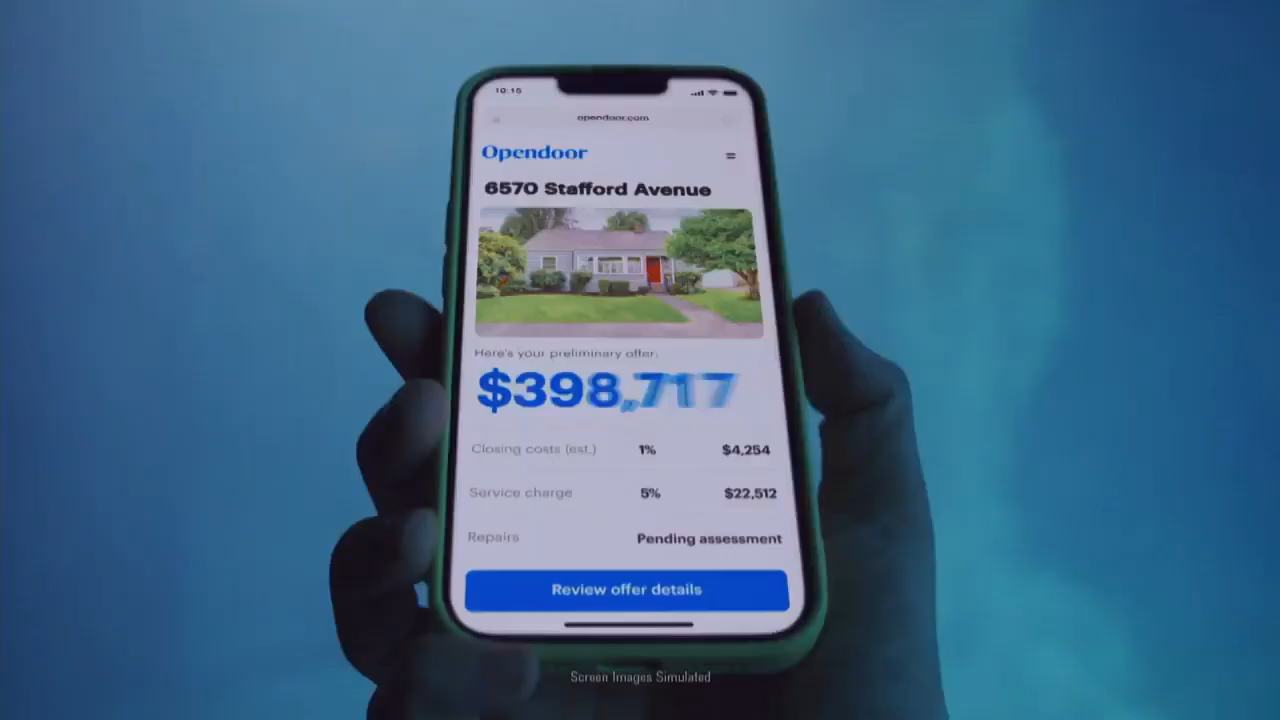 10:15
opendoor.com
Opendoor
6570 Stafford Avenue
Here's your preliminary offer:
$398,717
Closing costs (est.) 1% $4,254
Service charge 5% $22,512
Repairs Pending assessment
Review offer details
Screen Images Simulated